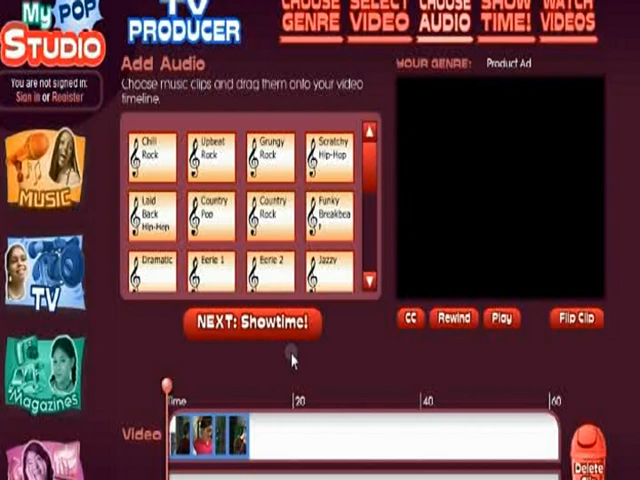 My POP
STUDIO
TV
PRODUCER
CHOOSE
GENRE
SELECT
VIDEO
CHOOSE
AUDIO
SHOW
TIME!
WATCH
VIDEOS
You are not signed in:
Sign in or Register
MUSIC
TV
Magazines
Add Audio
Choose music clips and drag them onto your video
timeline.
YOUR GENRE: Product Ad
Chill
Rock
Upbeat
Rock
Grungy
Rock
Scratchy
Hip-Hop
Laid
Back
Hip-Hop
Country
Pop
Country
Rock
Funky
Breakbea
t
Dramatic
Eerie 1
Eerie 2
Jazzy
NEXT: Showtime!
CC
Rewind
Play
Flip Clip
Time
20
40
60
Video
Delete